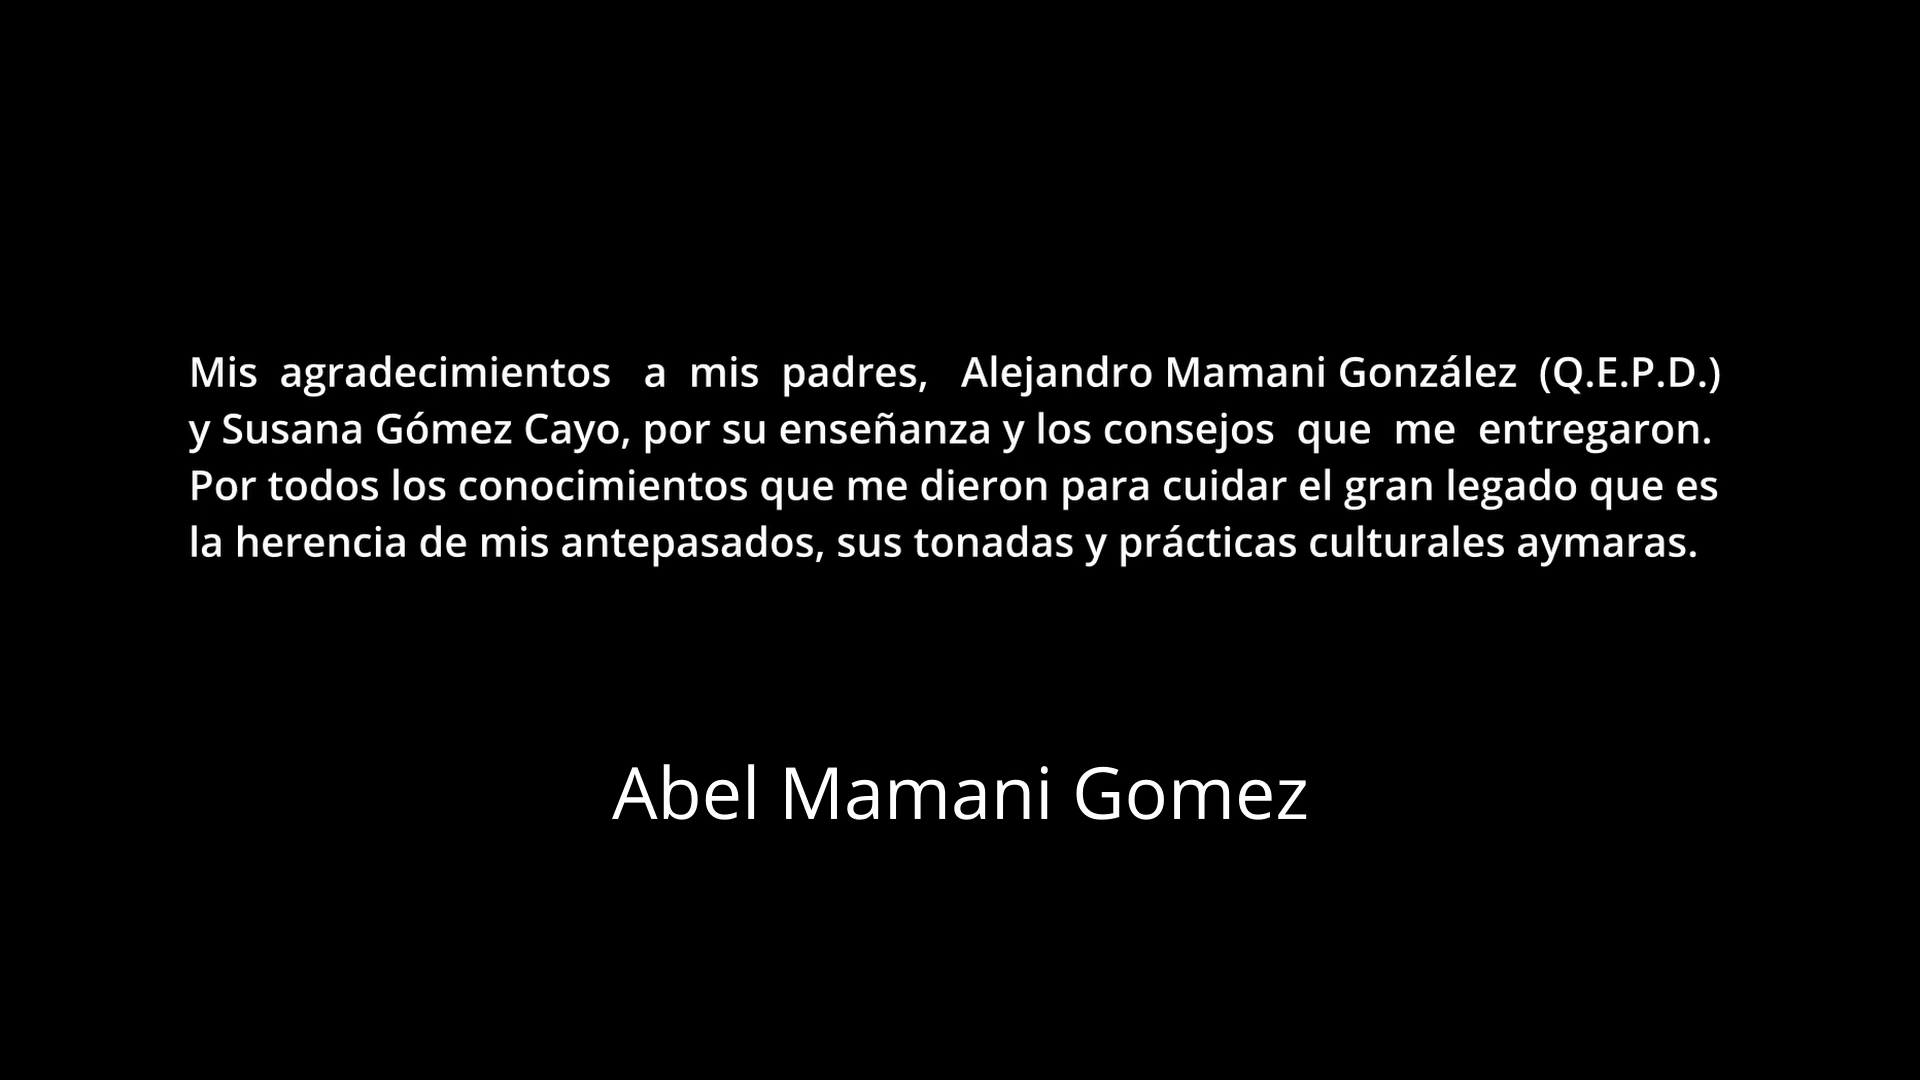 Mis agradecimientos a mis padres, Alejandro Mamani González (Q.E.P.D.)
y Susana Gómez Cayo, por su enseñanza y los consejos que me entregaron.
Por todos los conocimientos que me dieron para cuidar el gran legado que es
la herencia de mis antepasados, sus tonadas y prácticas culturales aymaras.
Abel Mamani Gomez